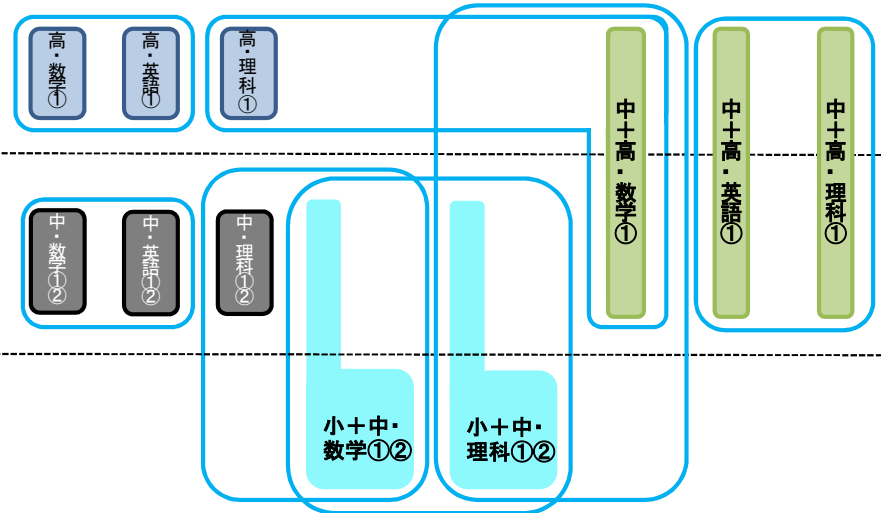 高・数学①
高・英語①
高・理科①
中＋高・数学①
中＋高・英語①
中＋高・理科①
中・数学①②
中・英語①②
中・理科①②
小＋中・
数学①②
小＋中・
理科①②